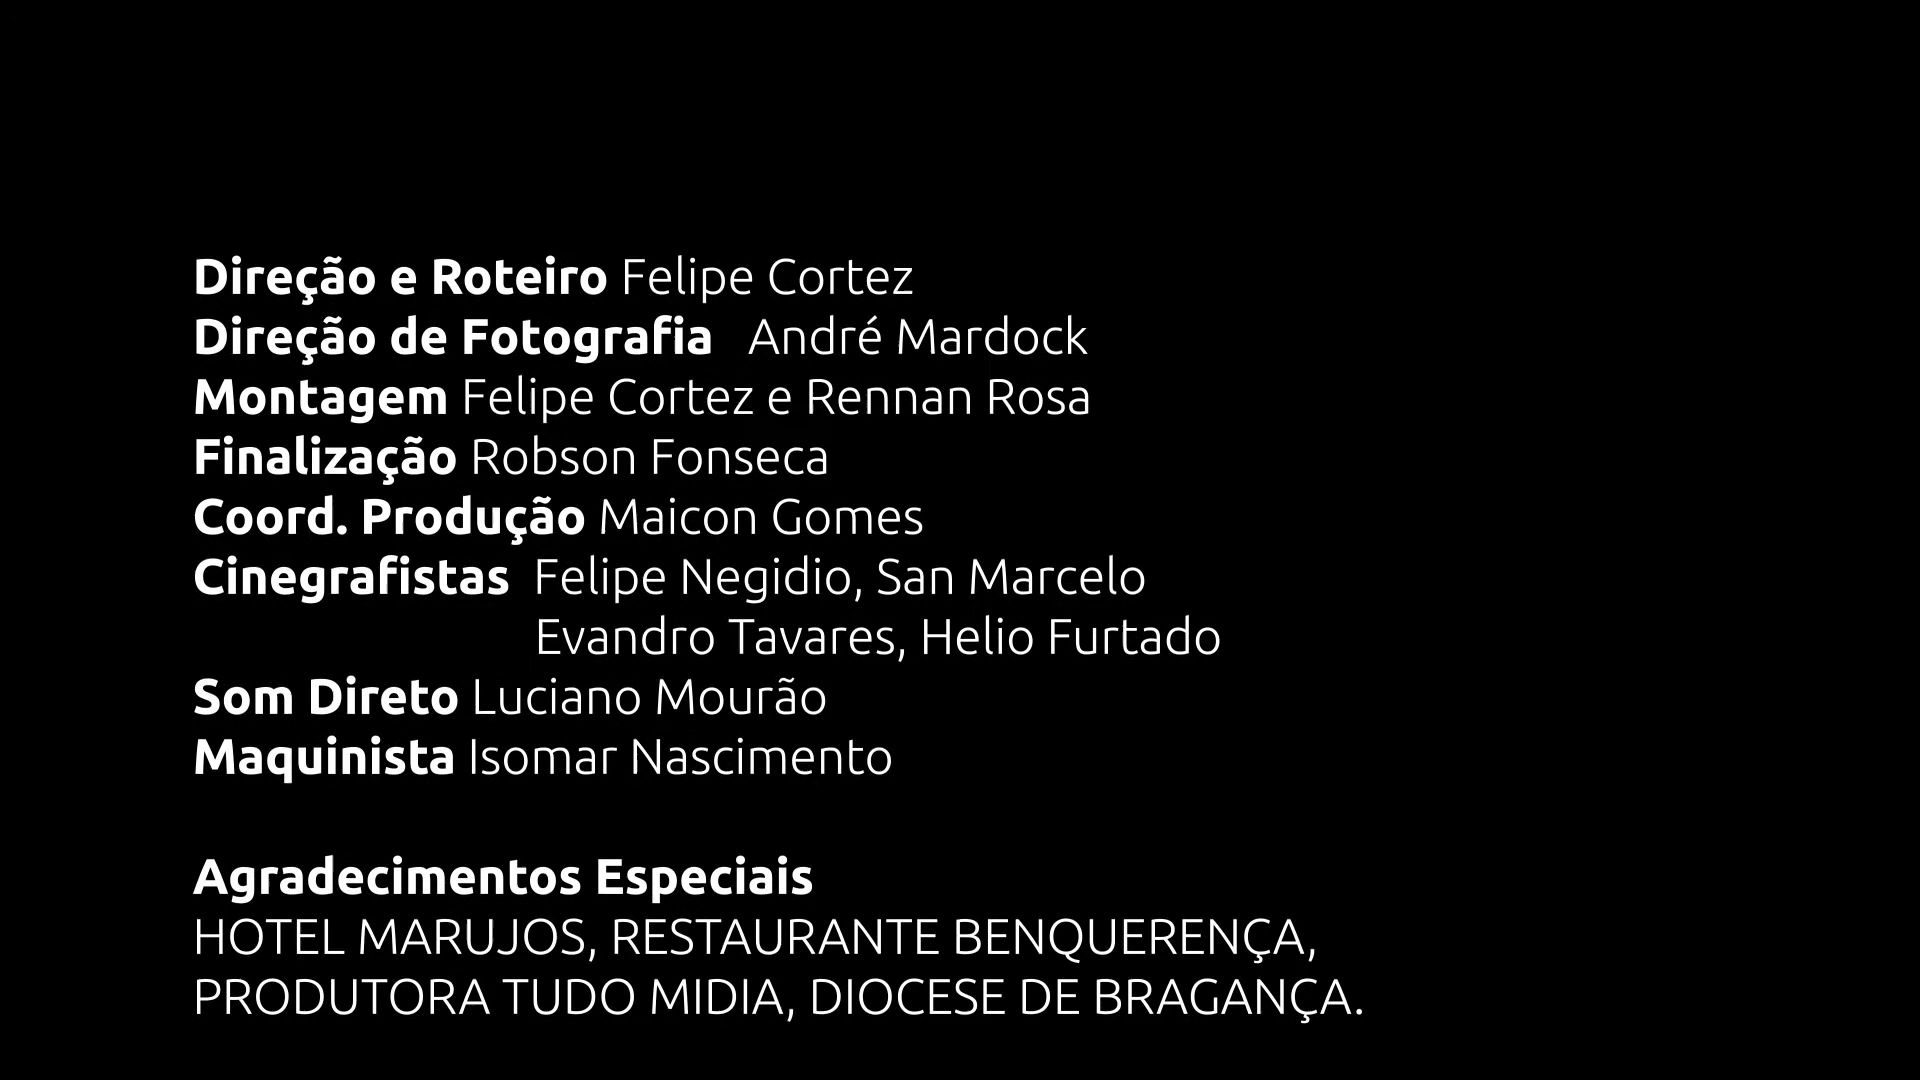 Direção e Roteiro Felipe Cortez
Direção de Fotografia André Mardock
Montagem Felipe Cortez e Rennan Rosa
Finalização Robson Fonseca
Coord. Produção Maicon Gomes
Cinegrafistas Felipe Negidio, San Marcelo
Evandro Tavares, Helio Furtado
Som Direto Luciano Mourão
Maquinista Isomar Nascimento
Agradecimentos Especiais
HOTEL MARUJOS, RESTAURANTE BENQUERENÇA,
PRODUTORA TUDO MIDIA, DIOCESE DE BRAGANÇA.